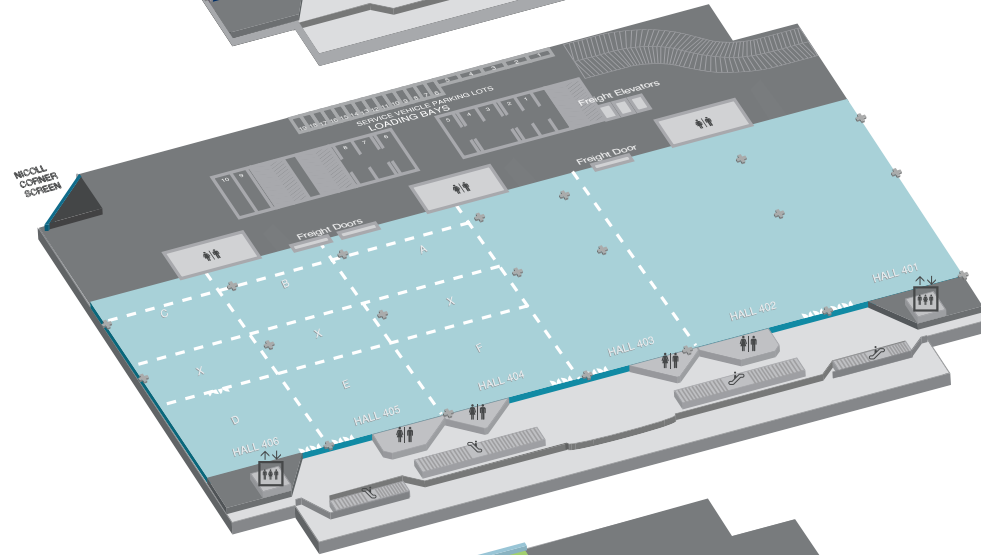 SERVICE VEHICLE PARKING LOTS
LOADING BAYS
Freight Elevators
10 9
8 7 6
5 4 3 2 1
Freight Door
NICOLL
CORNER
SCREEN
Freight Doors
A
B
C
X
X
X
D
E
F
HALL 401
HALL 402
HALL 403
HALL 404
HALL 405
HALL 406